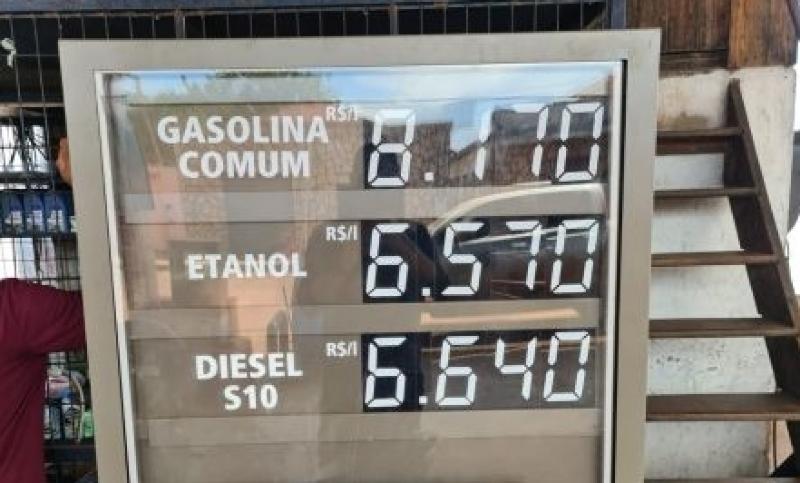 GASOLINA R$/l 8.170
COMUM
ETANOL R$/l 6.570
DIESEL R$/l 6.640
S10